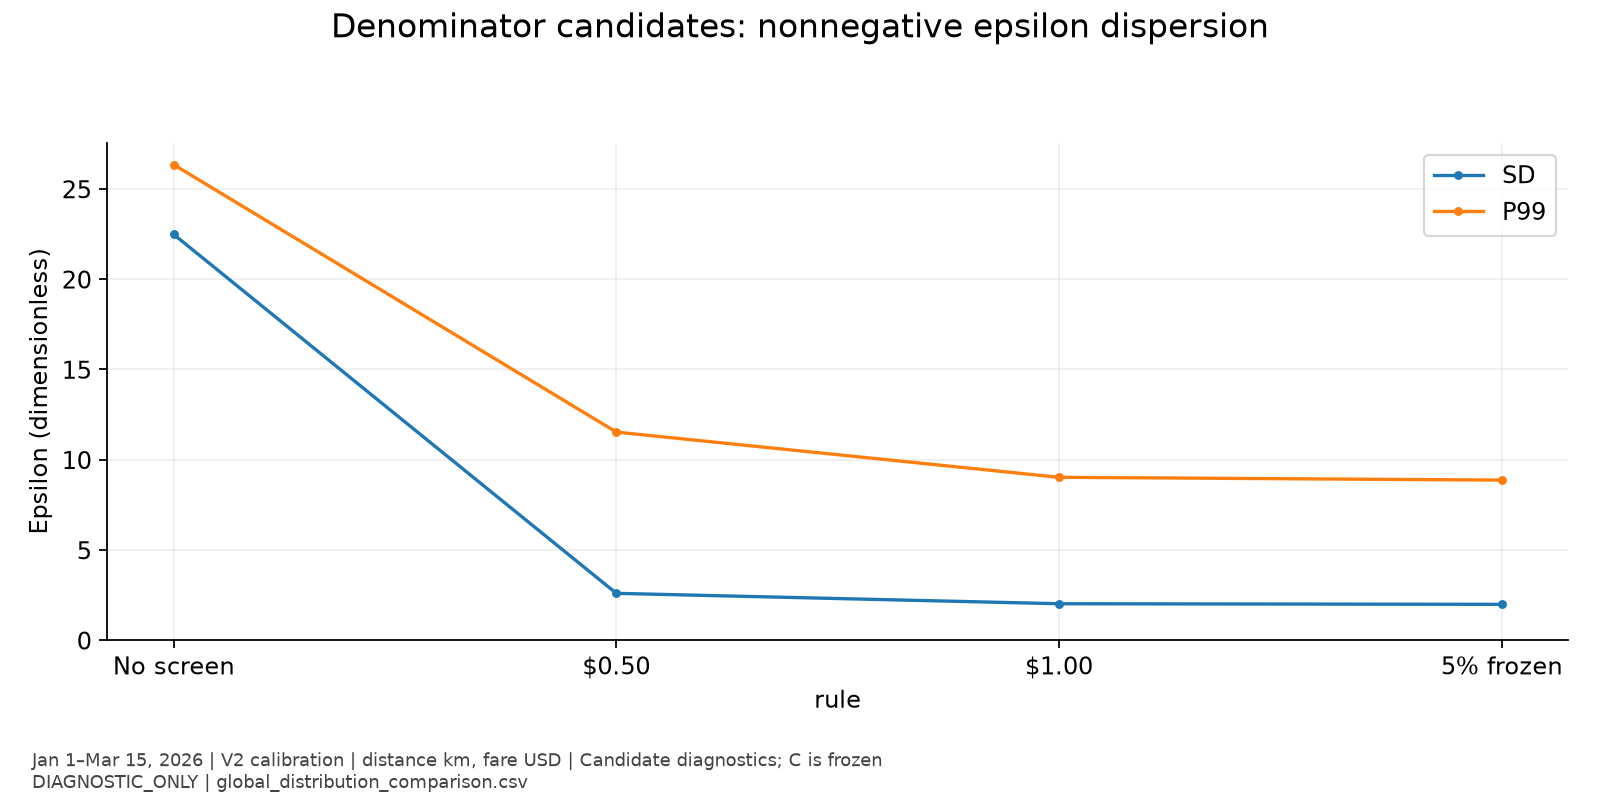 Denominator candidates: nonnegative epsilon dispersion
SD
P99
Epsilon (dimensionless)
25
20
15
10
5
0
No screen
$0.50
$1.00
5% frozen
rule
Jan 1–Mar 15, 2026 | V2 calibration | distance km, fare USD | Candidate diagnostics; C is frozen
DIAGNOSTIC_ONLY | global_distribution_comparison.csv